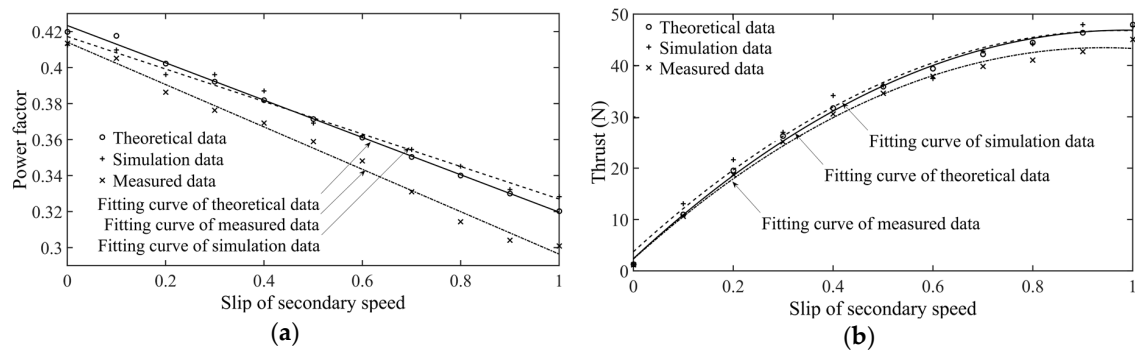 0.42
0.4
0.38
0.36
0.34
0.32
0.3
Power factor
Theoretical data
Simulation data
Measured data
Fitting curve of theoretical data
Fitting curve of measured data
Fitting curve of simulation data
0 0.2 0.4 0.6 0.8 1
Slip of secondary speed
(a)
50
40
30
20
10
0
Thrust (N)
Theoretical data
Simulation data
Measured data
Fitting curve of simulation data
Fitting curve of theoretical data
Fitting curve of measured data
0 0.2 0.4 0.6 0.8 1
Slip of secondary speed
(b)